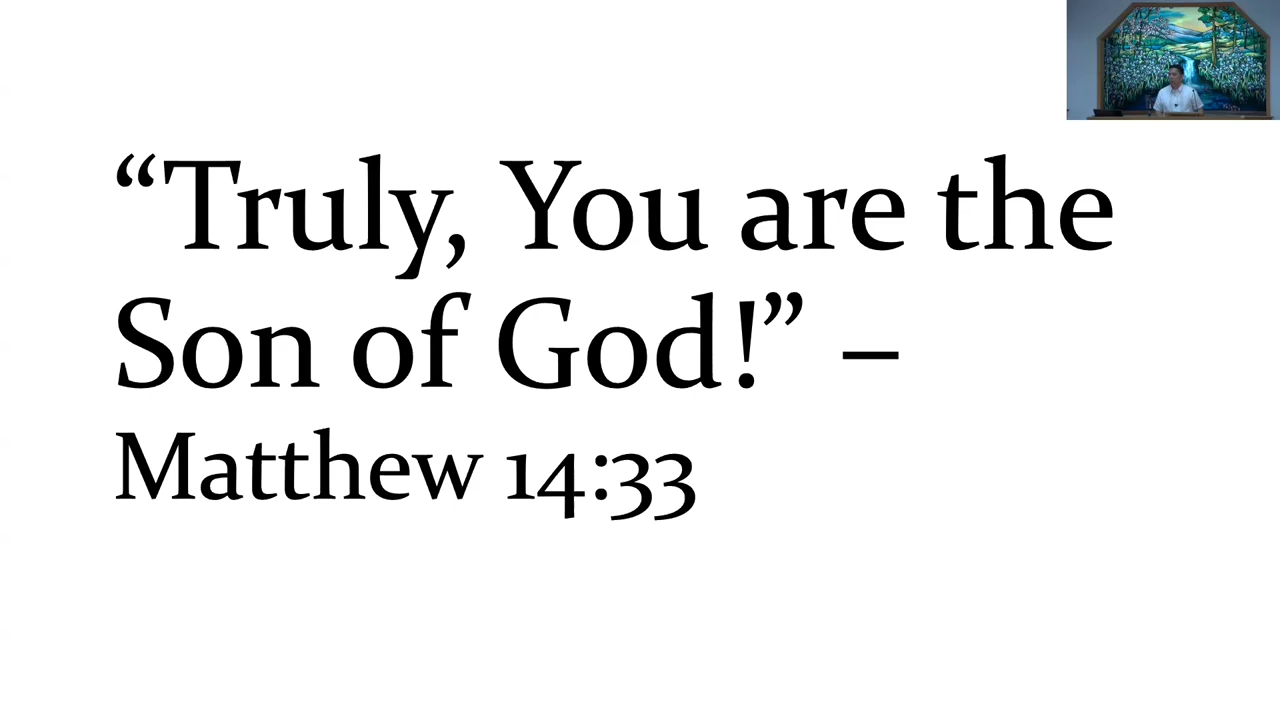 “Truly, You are the
Son of God!” –
Matthew 14:33